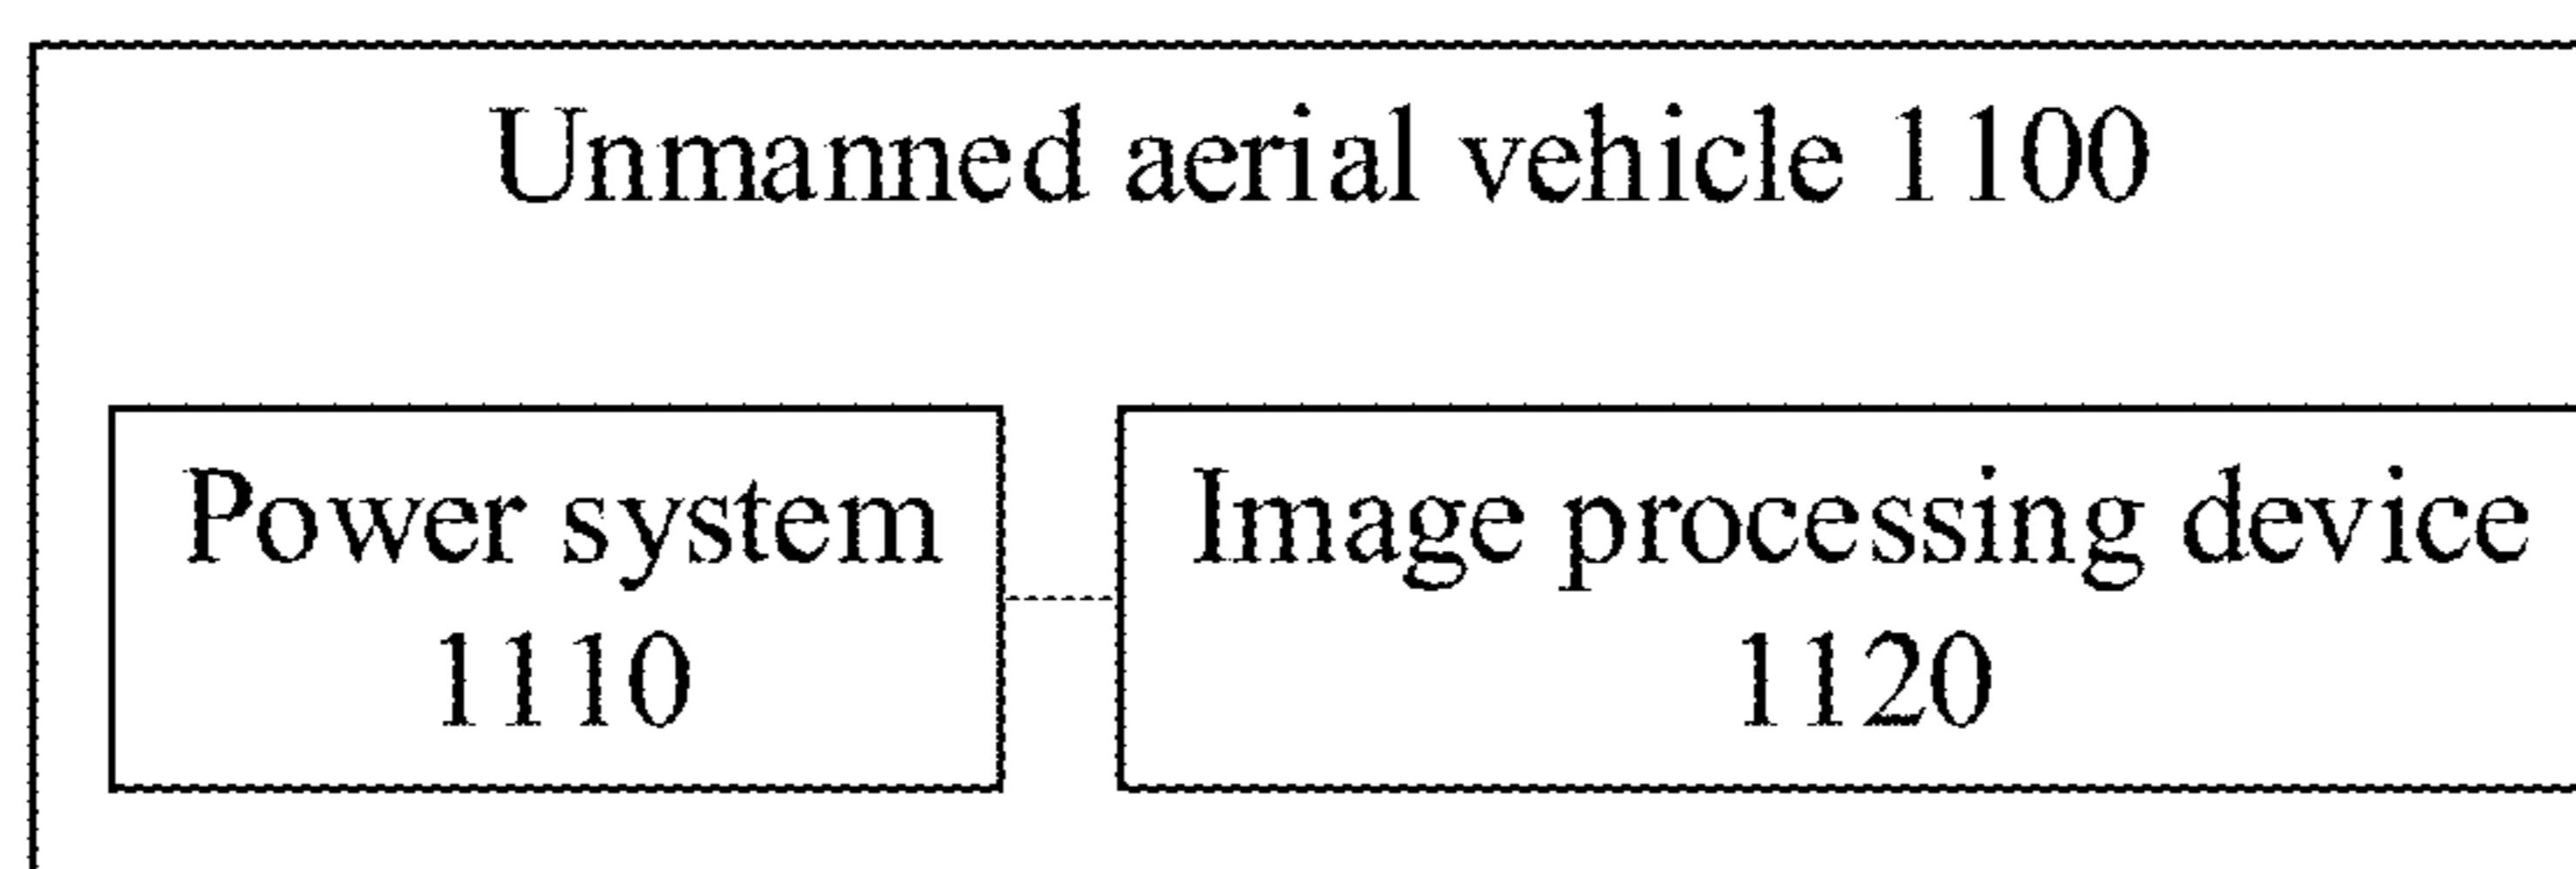 Unmanned aerial vehicle 1100
Power system
1110
Image processing device
1120